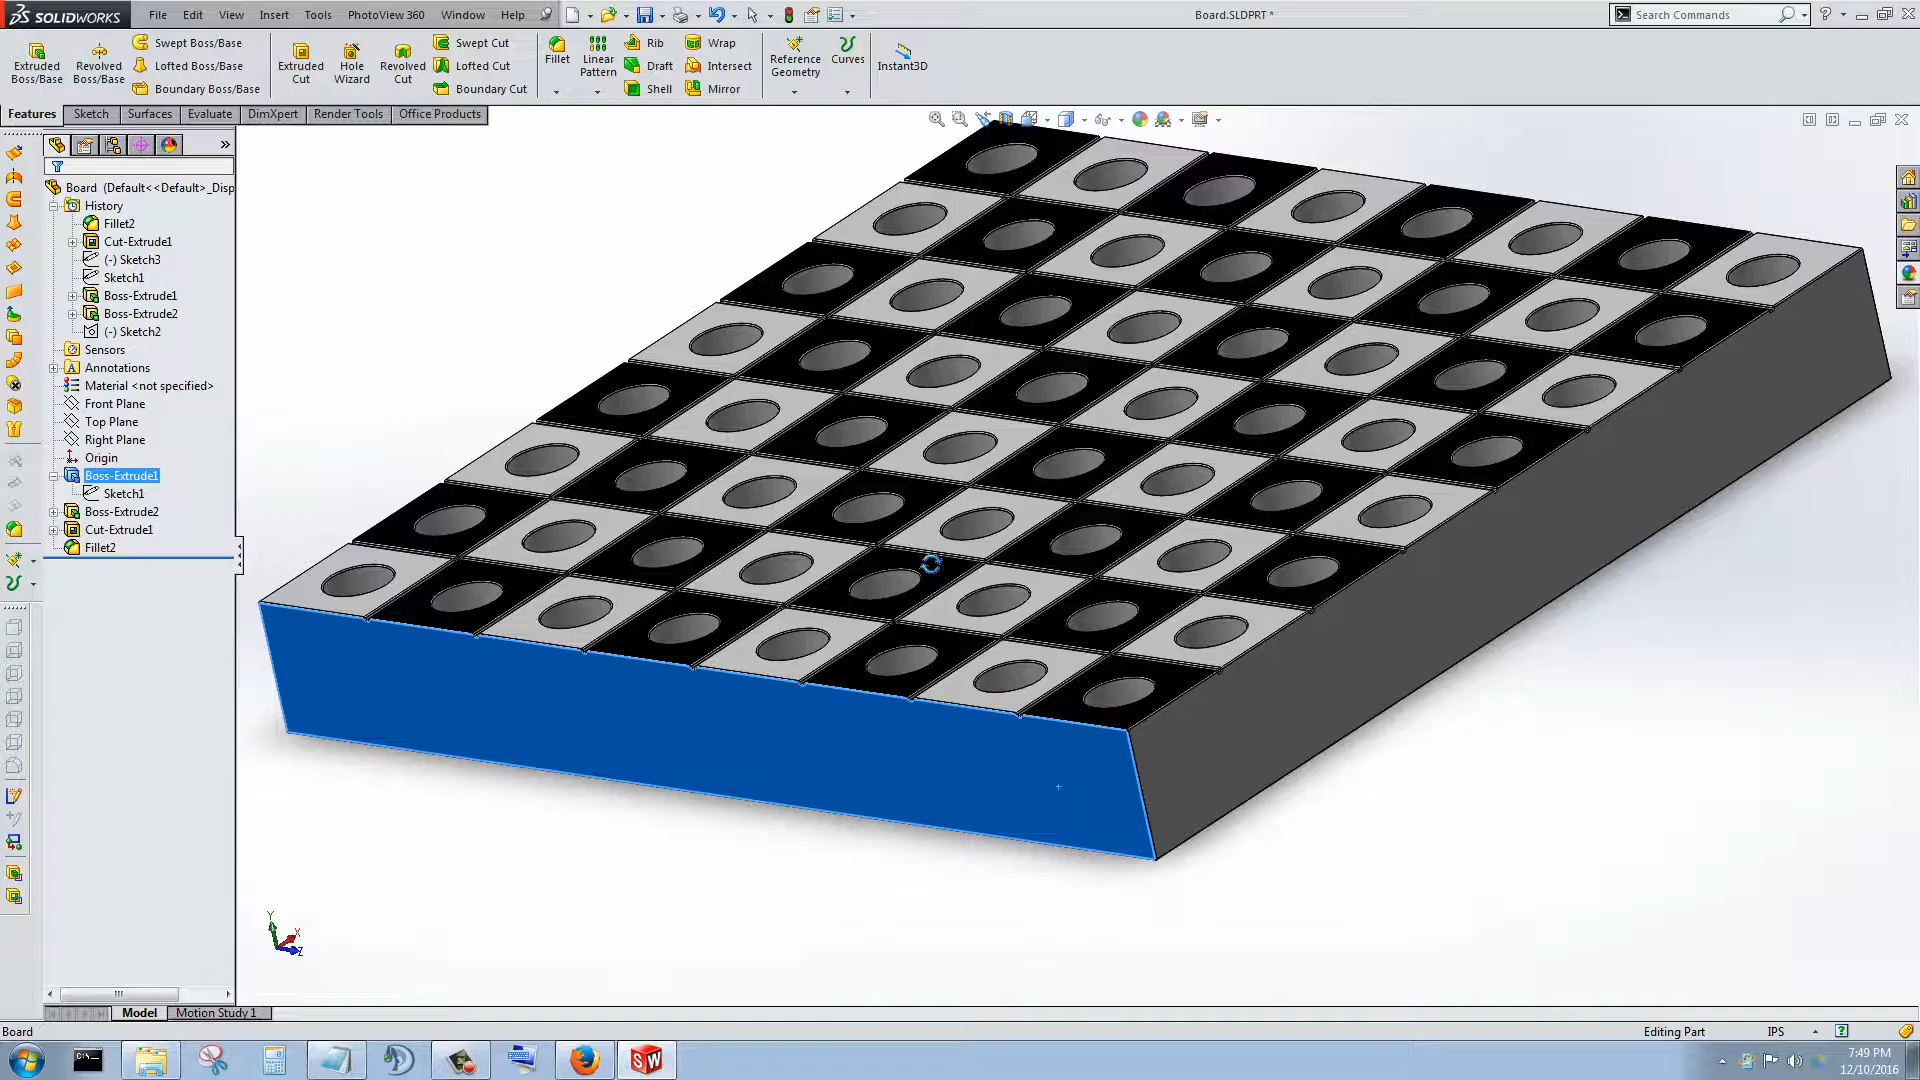 SOLIDWORKS File Edit View Insert Tools PhotoView 360 Window Help Board.SLDPRT * Search Commands
Extruded Boss/Base
Revolved Boss/Base
Swept Boss/Base
Lofted Boss/Base
Boundary Boss/Base
Extruded Cut
Hole Wizard
Revolved Cut
Swept Cut
Lofted Cut
Boundary Cut
Fillet
Linear Pattern
Rib
Draft
Shell
Wrap
Intersect
Mirror
Reference Geometry
Curves
Instant3D
Features Sketch Surfaces Evaluate DimXpert Render Tools Office Products
Board (Default<<Default>_Disp
History
Fillet2
Cut-Extrude1
(-) Sketch3
Sketch1
Boss-Extrude1
Boss-Extrude2
(-) Sketch2
Sensors
Annotations
Material <not specified>
Front Plane
Top Plane
Right Plane
Origin
Boss-Extrude1
Sketch1
Boss-Extrude2
Cut-Extrude1
Fillet2
Y
X
Z
Model Motion Study 1
Board Editing Part IPS
C:\_
SW
7:49 PM
12/10/2016